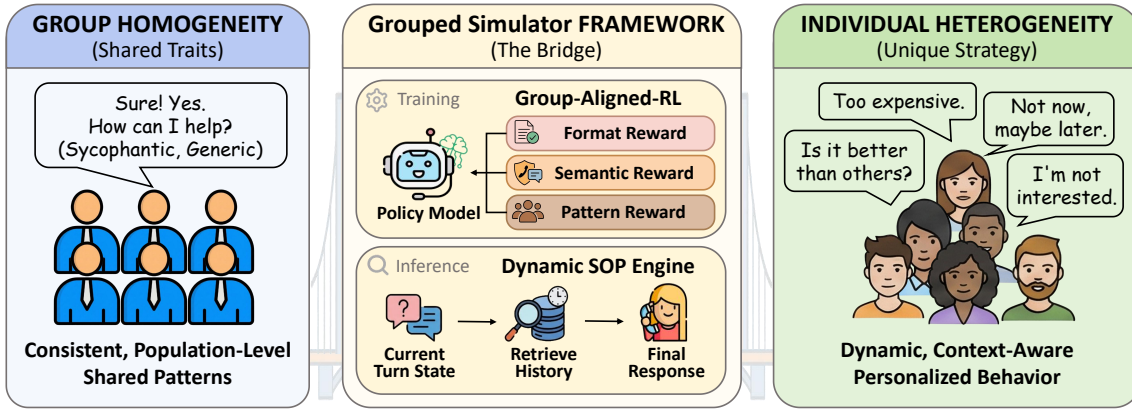 GROUP HOMOGENEITY
(Shared Traits)
Sure! Yes.
How can I help?
(Sycophantic, Generic)
Consistent, Population-Level
Shared Patterns
Grouped Simulator FRAMEWORK
(The Bridge)
Training
Group-Aligned-RL
Policy Model
Format Reward
Semantic Reward
Pattern Reward
Inference
Dynamic SOP Engine
?
Current
Turn State
Retrieve
History
Final
Response
INDIVIDUAL HETEROGENEITY
(Unique Strategy)
Too expensive.
Not now,
maybe later.
Is it better
than others?
I'm not
interested.
Dynamic, Context-Aware
Personalized Behavior